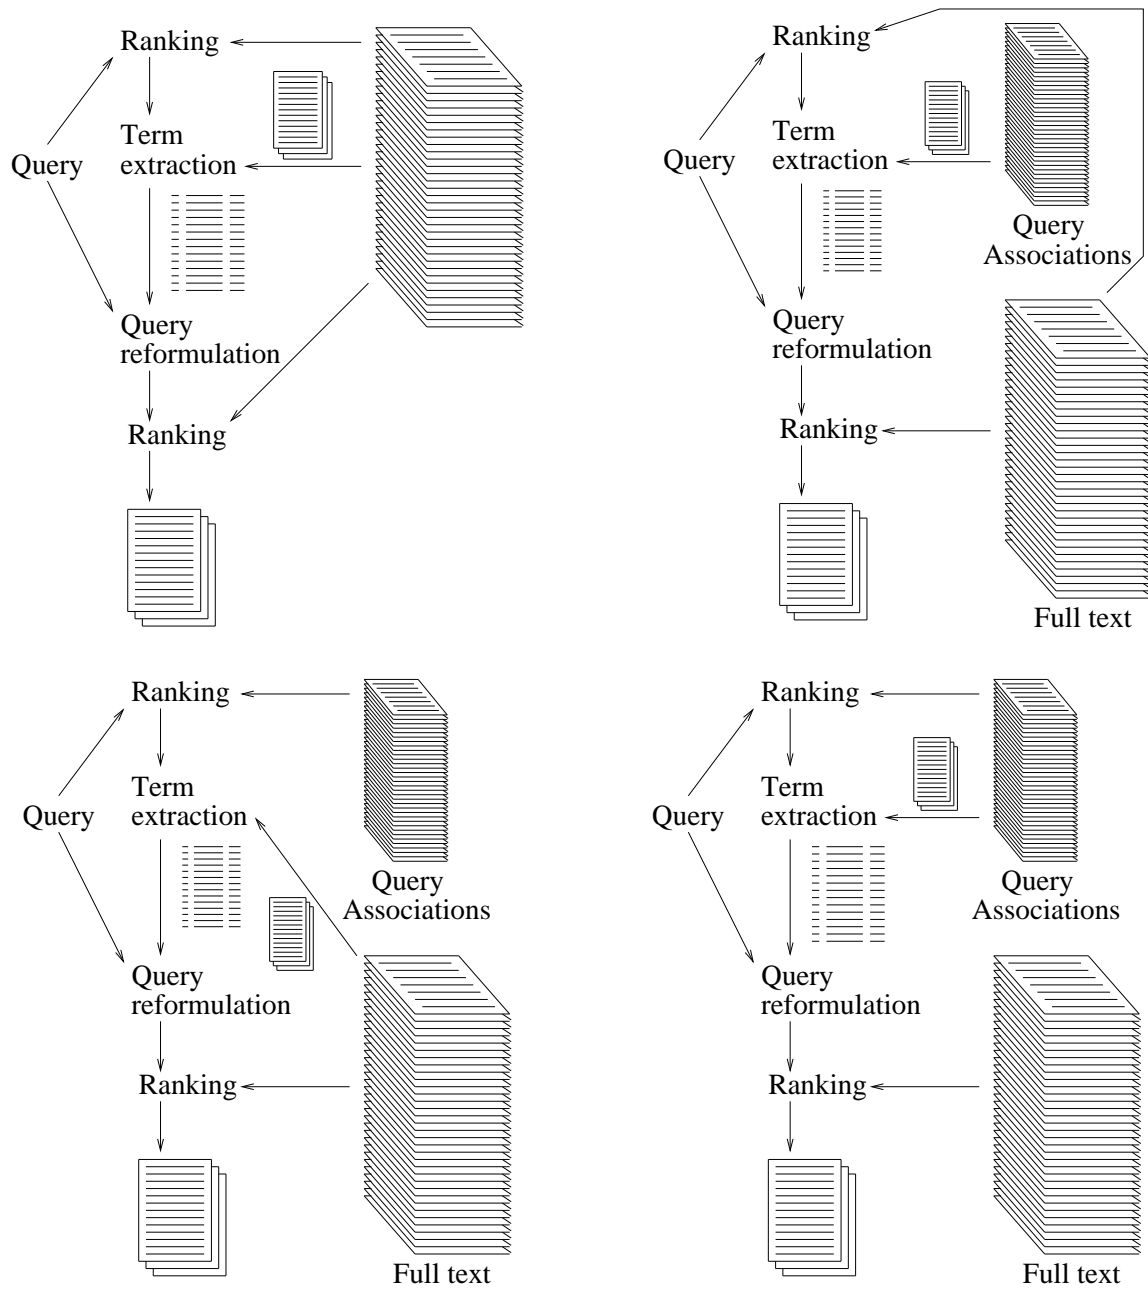 Ranking
Term
extraction
Query
Query
reformulation
Ranking
Ranking
Term
extraction
Query
Query
Associations
Query
reformulation
Ranking
Full text
Ranking
Term
extraction
Query
Query
Associations
Query
reformulation
Ranking
Full text
Ranking
Term
extraction
Query
Query
Associations
Query
reformulation
Ranking
Full text